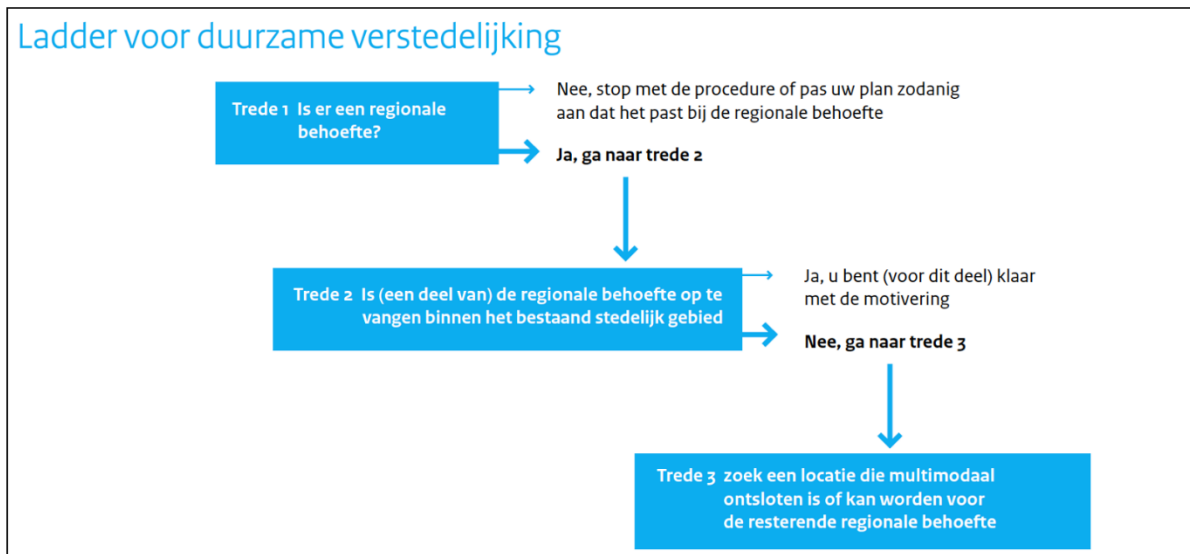 Ladder voor duurzame verstedelijking
Trede 1 Is er een regionale
behoefte?
Nee, stop met de procedure of pas uw plan zodanig
aan dat het past bij de regionale behoefte
Ja, ga naar trede 2
Trede 2 Is (een deel van) de regionale behoefte op te
vangen binnen het bestaand stedelijk gebied
Ja, u bent (voor dit deel) klaar
met de motivering
Nee, ga naar trede 3
Trede 3 zoek een locatie die multimodaal
ontsloten is of kan worden voor
de resterende regionale behoefte